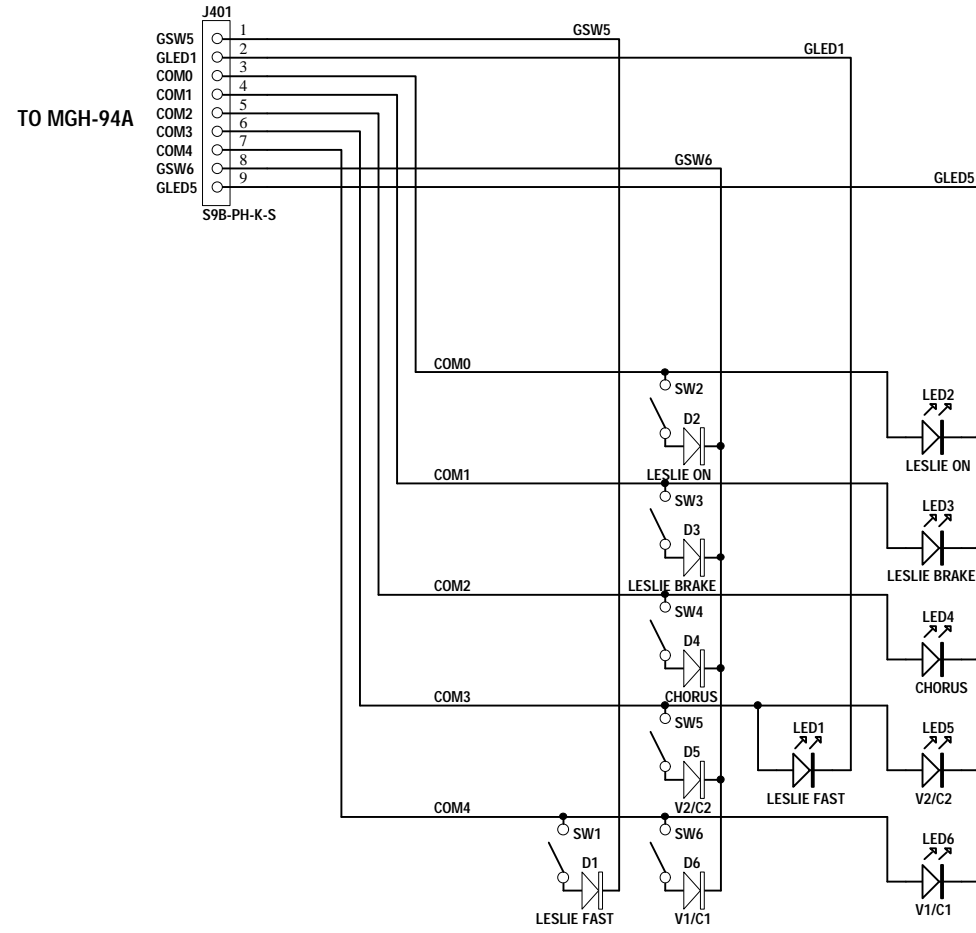 J401
GSW5 1 GSW5
GLED1 2 GLED1
COM0 3
COM1 4
COM2 5
COM3 6
COM4 7
GSW6 8 GSW6
GLED5 9 GLED5
TO MGH-94A
S9B-PH-K-S
COM0
SW2
D2
LESLIE ON
LED2
LESLIE ON
COM1
SW3
D3
LESLIE BRAKE
LED3
LESLIE BRAKE
COM2
SW4
D4
CHORUS
LED4
CHORUS
COM3
SW5
D5
V2/C2
LED1
LESLIE FAST
LED5
V2/C2
COM4
SW1
D1
LESLIE FAST
SW6
D6
V1/C1
LED6
V1/C1